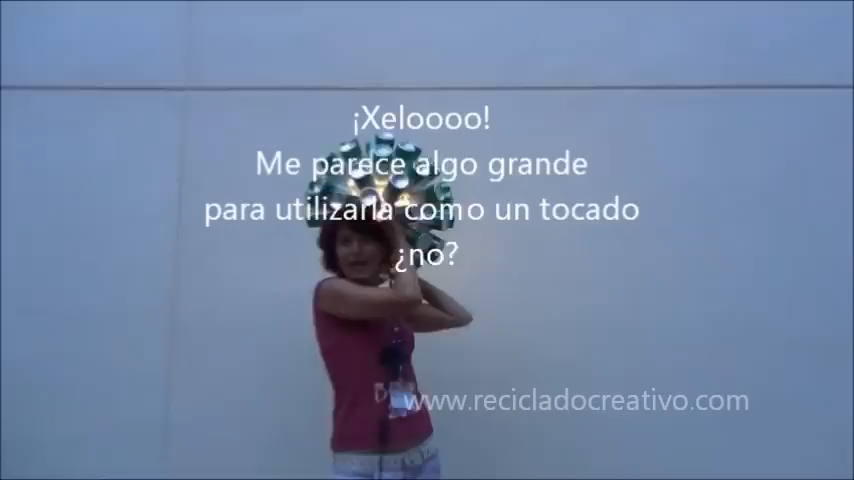 ¡Xeloooo!
Me parece algo grande
para utilizarla como un tocado
¿no?
www.recicladocreativo.com